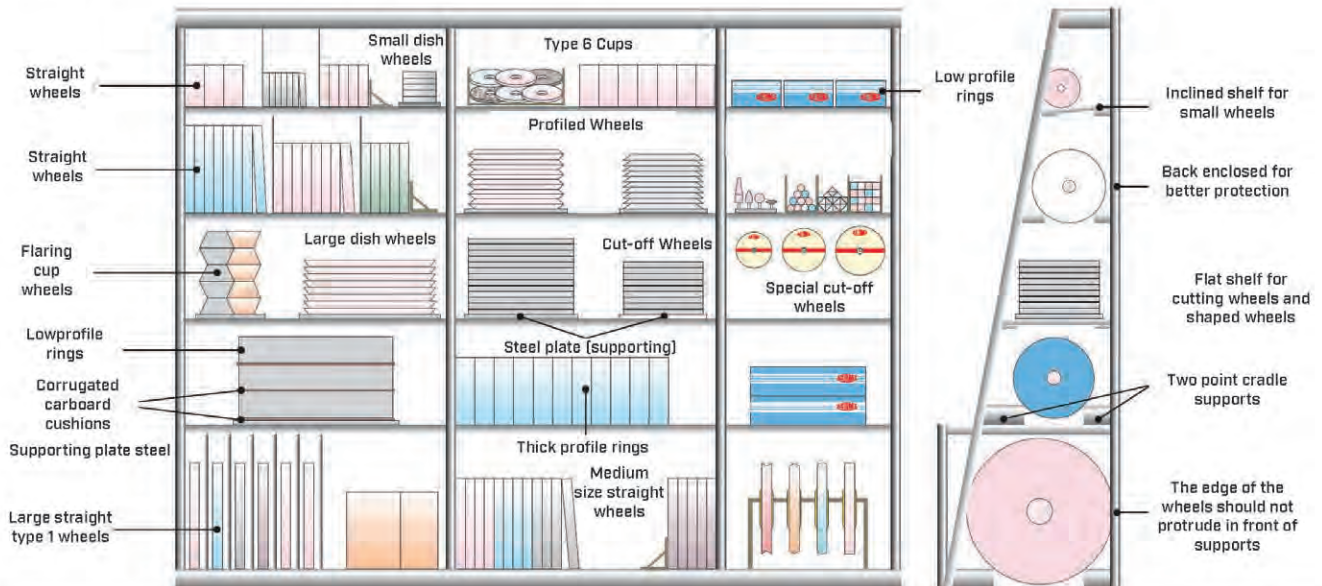 Small dish
wheels
Type 6 Cups
Straight
wheels
Low profile
rings
Inclined shelf for
small wheels
Profiled Wheels
Straight
wheels
Back enclosed for
better protection
Flaring
cup
wheels
Large dish wheels
Cut-off Wheels
Special cut-off
wheels
Flat shelf for
cutting wheels and
shaped wheels
Lowprofile
rings
Steel plate (supporting)
Corrugated
carboard
cushions
Two point cradle
supports
Supporting plate steel
Thick profile rings
Medium
size straight
wheels
Large straight
type 1 wheels
The edge of the
wheels should not
protrude in front of
supports